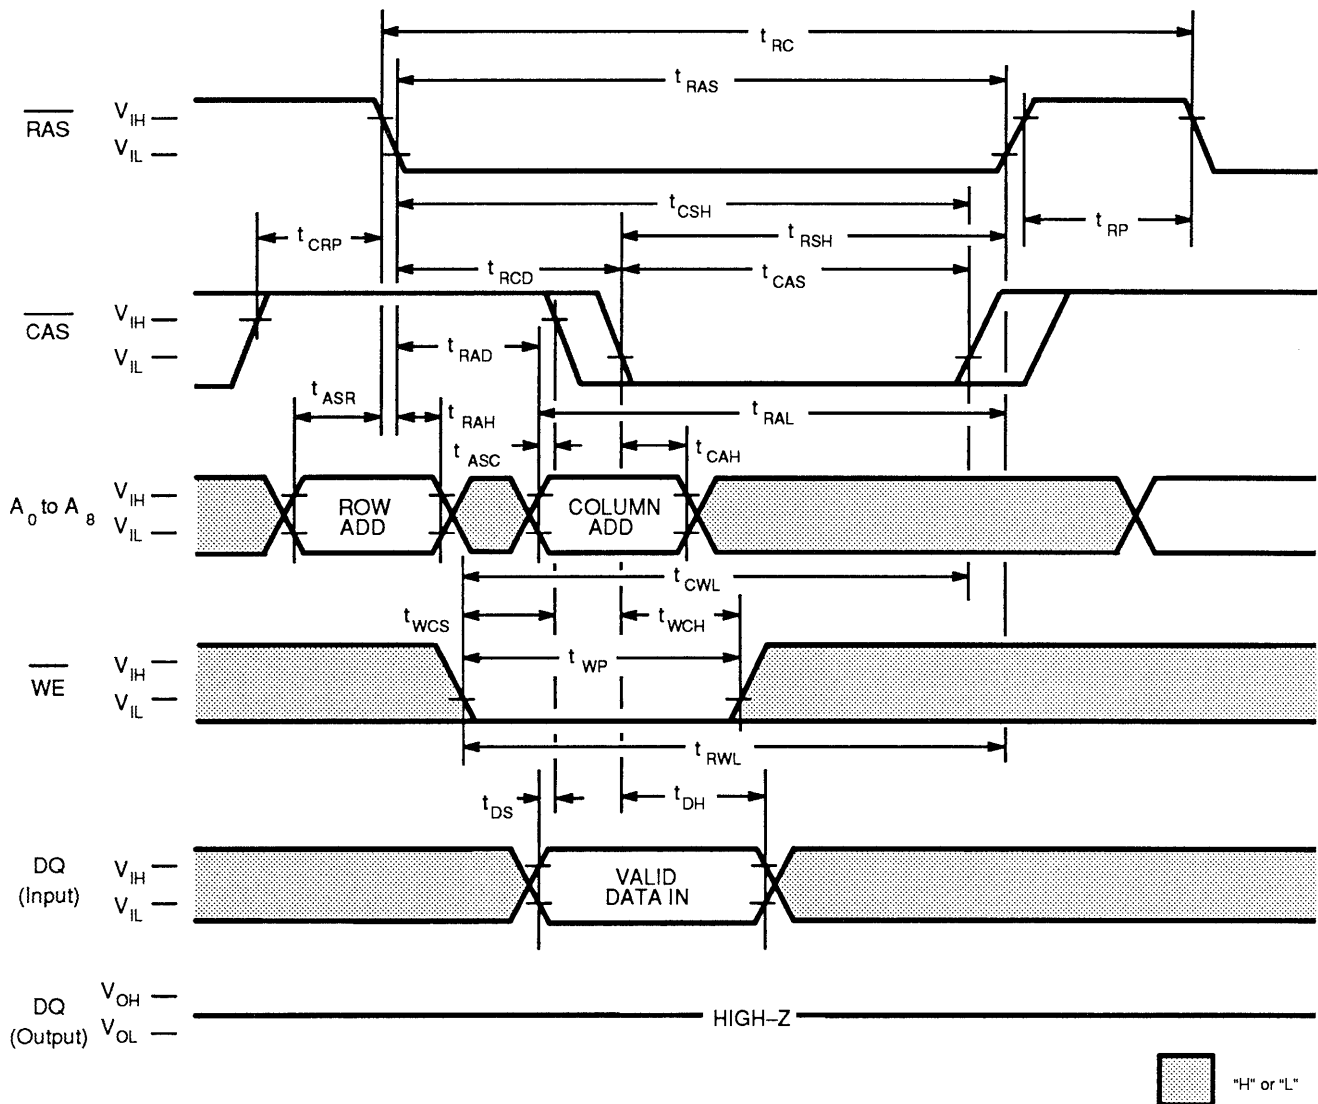 t RC
t RAS
RAS
V IH
V IL
t CSH
t CRP
t RSH
t RP
t RCD
t CAS
CAS
V IH
V IL
t RAD
t ASR
t RAH
t RAL
t ASC
t CAH
A 0 to A 8
V IH
V IL
ROW
ADD
COLUMN
ADD
t CWL
t WCS
t WCH
WE
V IH
V IL
t WP
t RWL
t DS
t DH
DQ
(Input)
V IH
V IL
VALID
DATA IN
DQ
(Output)
V OH
V OL
HIGH–Z
"H" or "L"